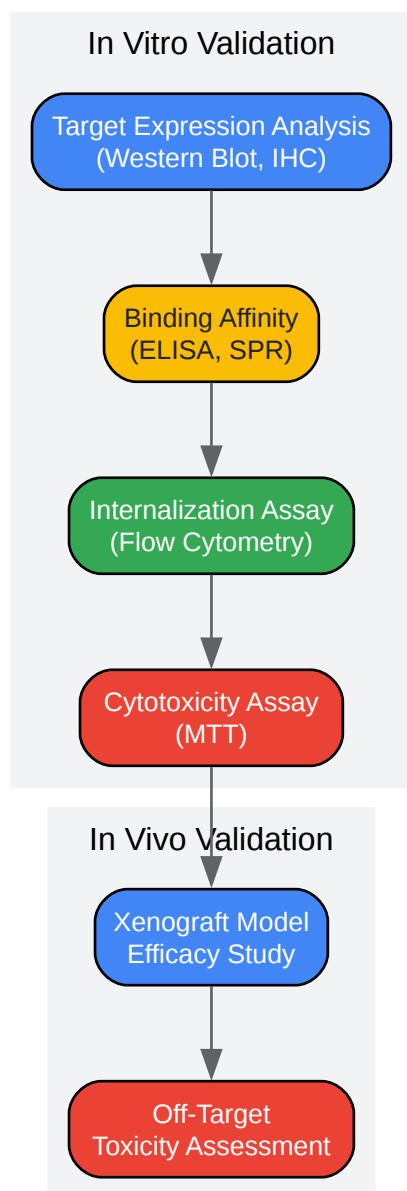 In Vitro Validation
Target Expression Analysis
(Western Blot, IHC)
Binding Affinity
(ELISA, SPR)
Internalization Assay
(Flow Cytometry)
Cytotoxicity Assay
(MTT)
In Vivo Validation
Xenograft Model
Efficacy Study
Off-Target
Toxicity Assessment